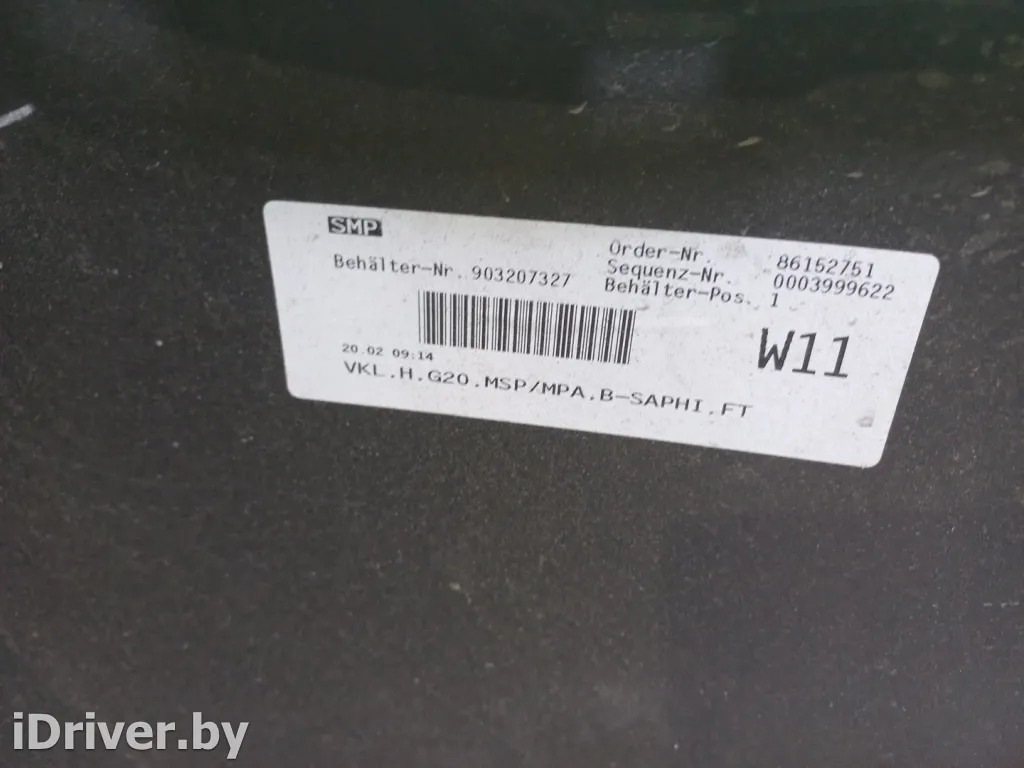 SMP
Behälter-Nr. 903207327
Order-Nr. 86152751
Sequenz-Nr. 0003999622
Behälter-Pos. 1
W11
20.02 09:14
VKL.H.G20.MSP/MPA.B-SAPHI.FT
iDriver.by